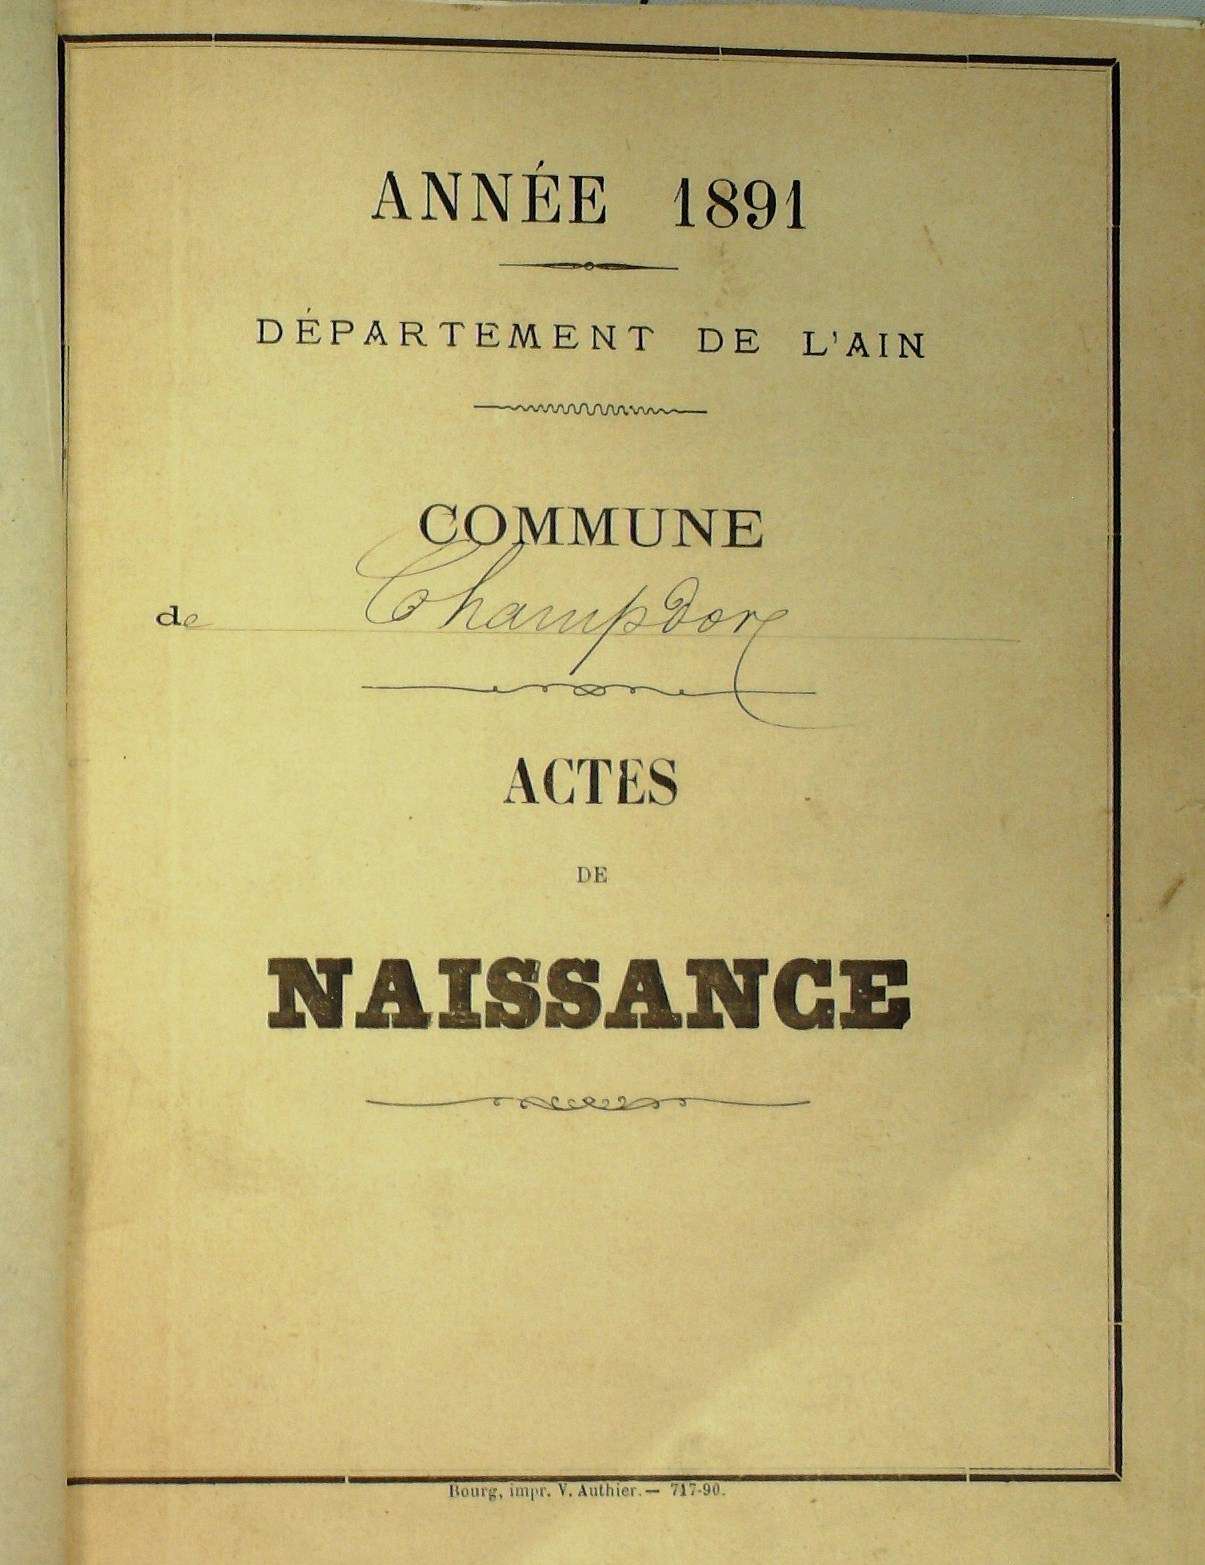 ANNÉE 1891
DÉPARTEMENT DE L'AIN
COMMUNE
de Champdor
ACTES
DE
NAISSANCE
Bourg, impr. V. Authier. — 717-90.